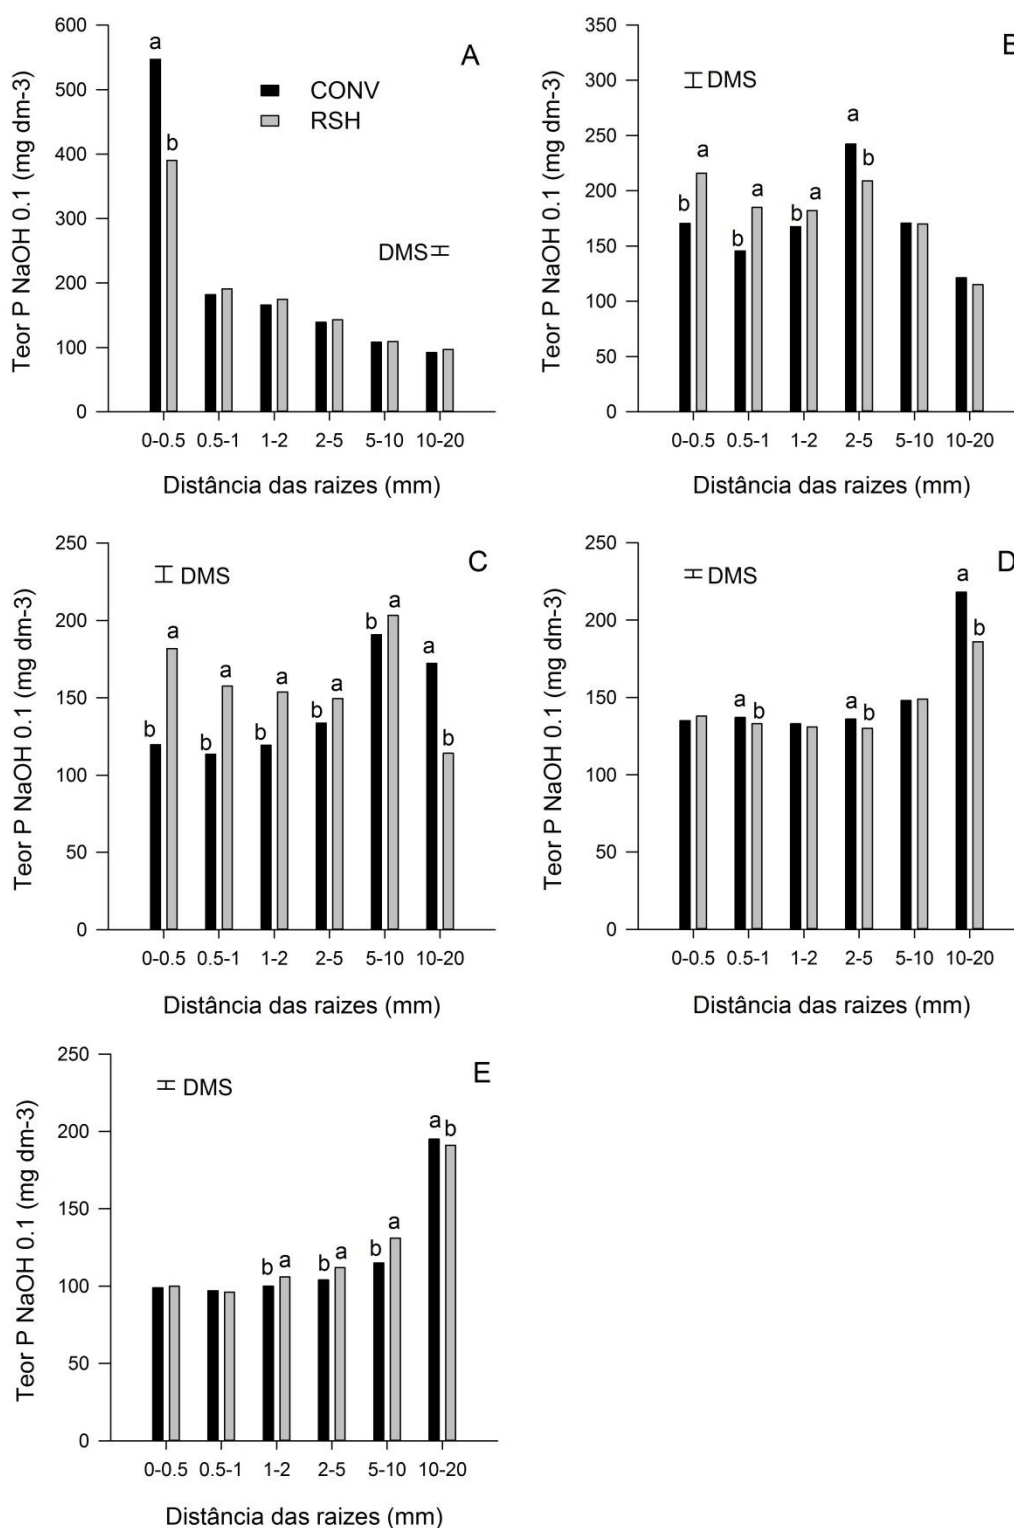 A
600
500
400
300
200
100
0
Teor P NaOH 0.1 (mg dm-3)
a
b
CONV
RSH
DMS
0-0.5 0.5-1 1-2 2-5 5-10 10-20
Distância das raizes (mm)
B
350
300
250
200
150
100
50
0
Teor P NaOH 0.1 (mg dm-3)
DMS
b a b a b a a b
0-0.5 0.5-1 1-2 2-5 5-10 10-20
Distância das raizes (mm)
C
250
200
150
100
50
0
Teor P NaOH 0.1 (mg dm-3)
DMS
b a b a b a b a b a a b
0-0.5 0.5-1 1-2 2-5 5-10 10-20
Distância das raizes (mm)
D
250
200
150
100
50
0
Teor P NaOH 0.1 (mg dm-3)
DMS
a b a b a b
0-0.5 0.5-1 1-2 2-5 5-10 10-20
Distância das raizes (mm)
E
250
200
150
100
50
0
Teor P NaOH 0.1 (mg dm-3)
DMS
b a b a b a a b
0-0.5 0.5-1 1-2 2-5 5-10 10-20
Distância das raizes (mm)